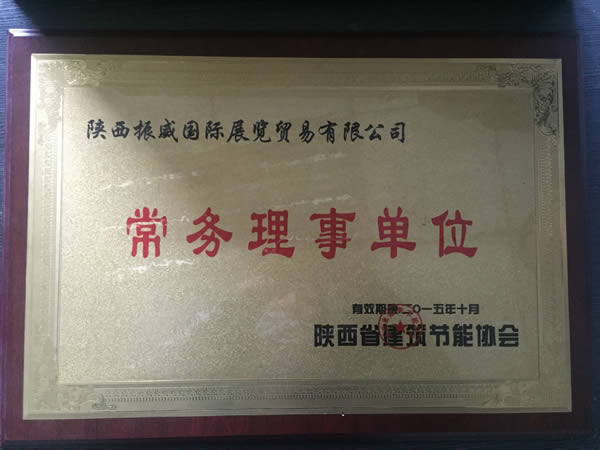 陕西振威国际展览贸易有限公司
常务理事单位
有效期限二〇一五年十月
陕西省建筑节能协会